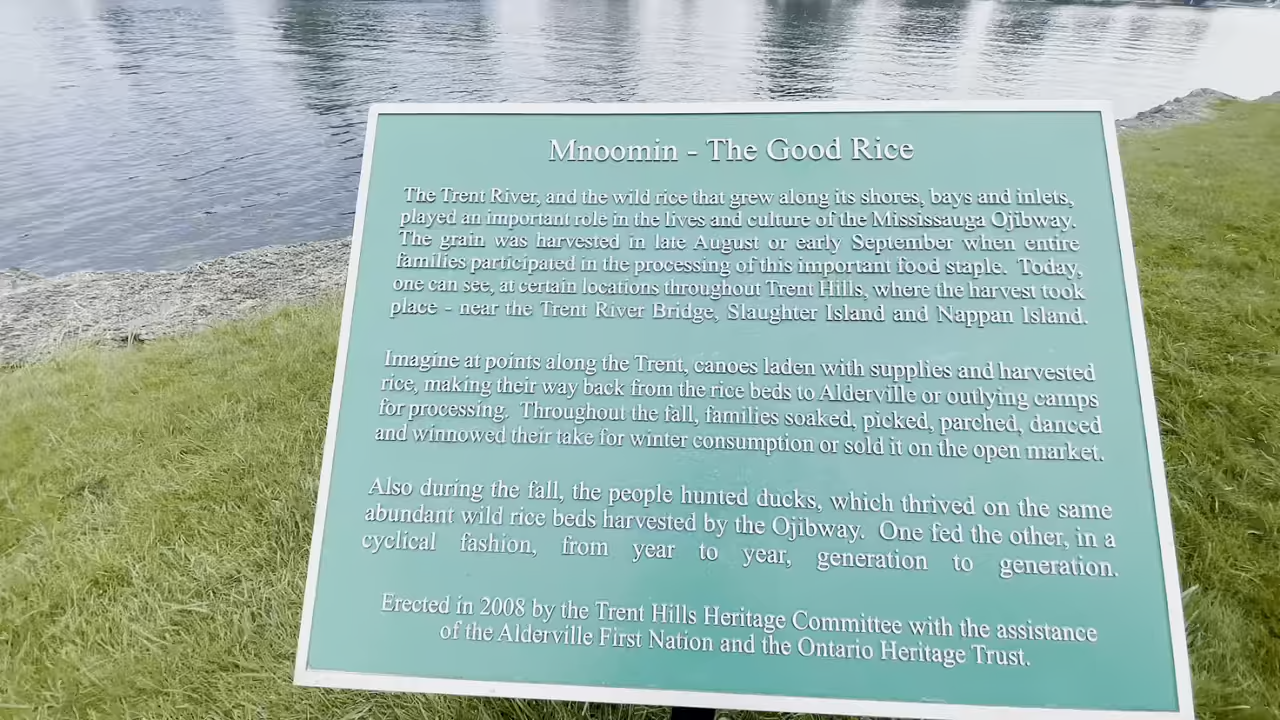 Mnoomin - The Good Rice
The Trent River, and the wild rice that grew along its shores, bays and inlets,
played an important role in the lives and culture of the Mississauga Ojibway.
The grain was harvested in late August or early September when entire
families participated in the processing of this important food staple. Today,
one can see, at certain locations throughout Trent Hills, where the harvest took
place - near the Trent River Bridge, Slaughter Island and Nappan Island.
Imagine at points along the Trent, canoes laden with supplies and harvested
rice, making their way back from the rice beds to Alderville or outlying camps
for processing. Throughout the fall, families soaked, picked, parched, danced
and winnowed their take for winter consumption or sold it on the open market.
Also during the fall, the people hunted ducks, which thrived on the same
abundant wild rice beds harvested by the Ojibway. One fed the other, in a
cyclical fashion, from year to year, generation to generation.
Erected in 2008 by the Trent Hills Heritage Committee with the assistance
of the Alderville First Nation and the Ontario Heritage Trust.